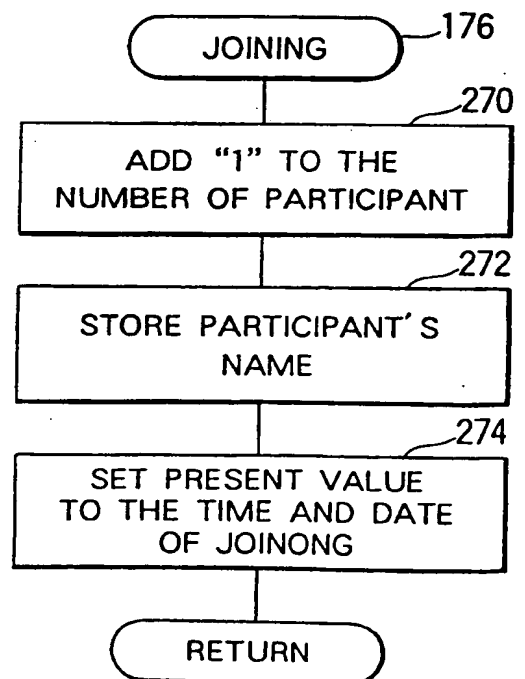 JOINING
176
270
ADD "1" TO THE
NUMBER OF PARTICIPANT
272
STORE PARTICIPANT'S
NAME
274
SET PRESENT VALUE
TO THE TIME AND DATE
OF JOINONG
RETURN